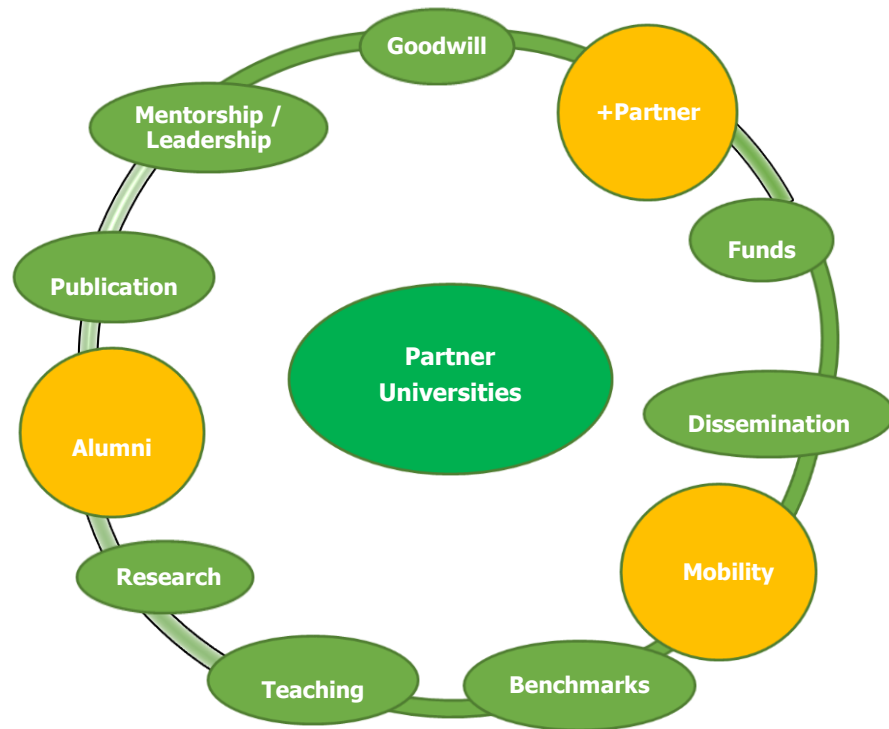 Goodwill
+Partner
Mentorship /
Leadership
Funds
Publication
Partner
Universities
Dissemination
Alumni
Mobility
Research
Teaching
Benchmarks